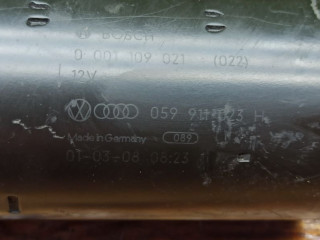 BOSCH
0 001 109 021 (022)
12V
059 911 023 H
Made in Germany 089
01-03-08 08:23